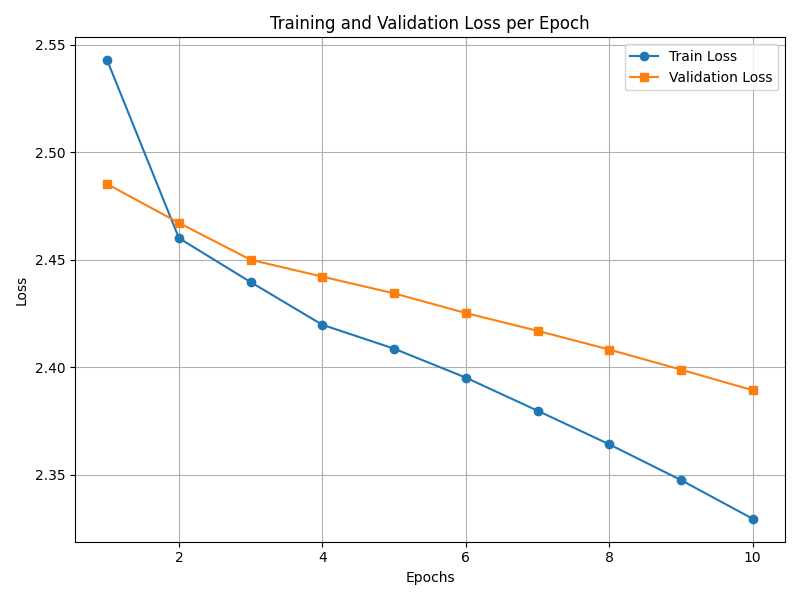 Training and Validation Loss per Epoch
Train Loss
Validation Loss
2.55
2.50
2.45
2.40
2.35
Loss
2 4 6 8 10
Epochs